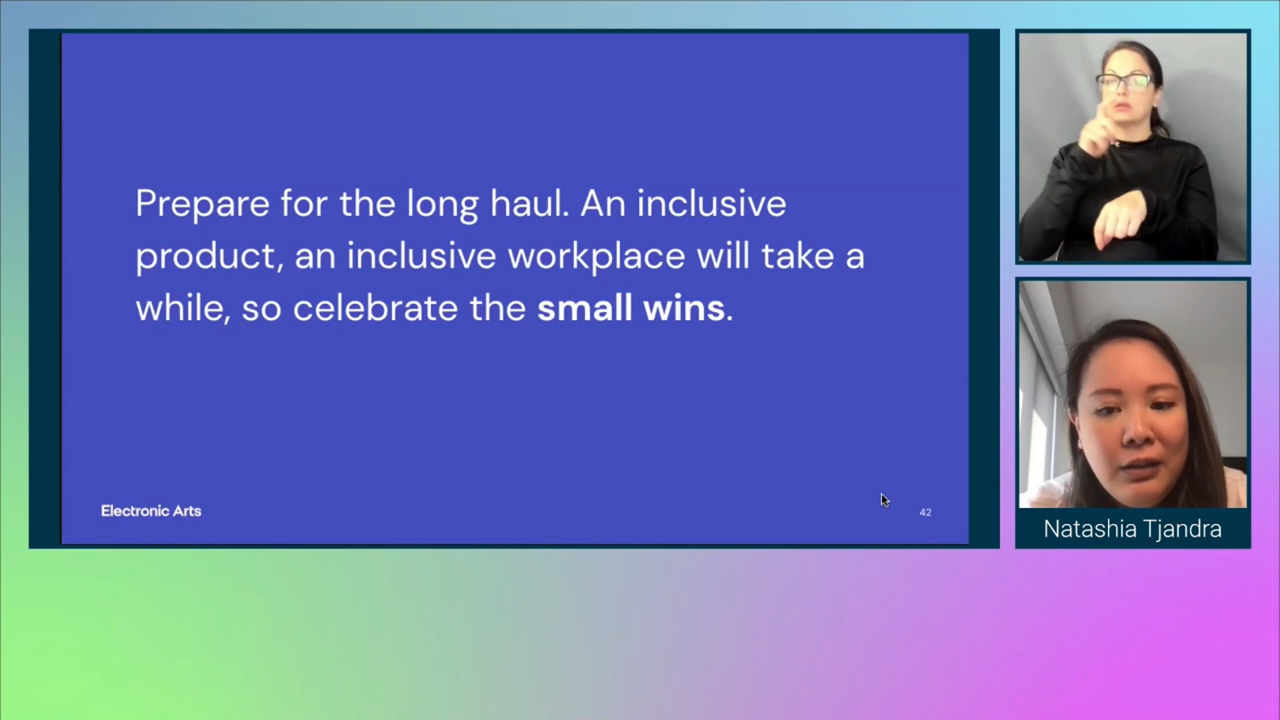 Prepare for the long haul. An inclusive
product, an inclusive workplace will take a
while, so celebrate the small wins.
Electronic Arts
42
Natashia Tjandra